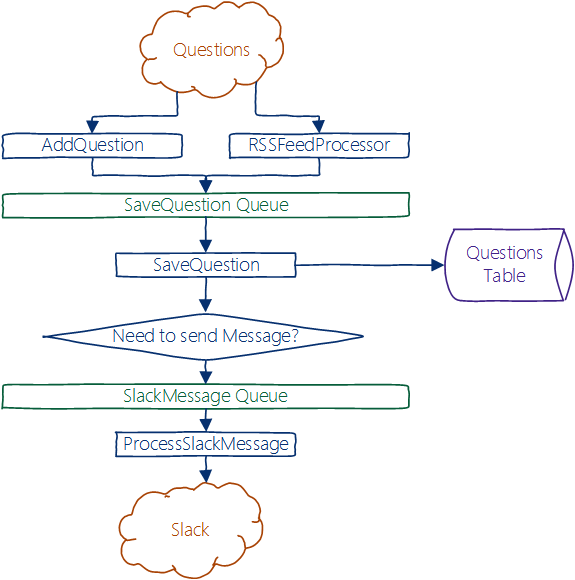 Questions
AddQuestion
RSSFeedProcessor
SaveQuestion Queue
SaveQuestion
Questions
Table
Need to send Message?
SlackMessage Queue
ProcessSlackMessage
Slack